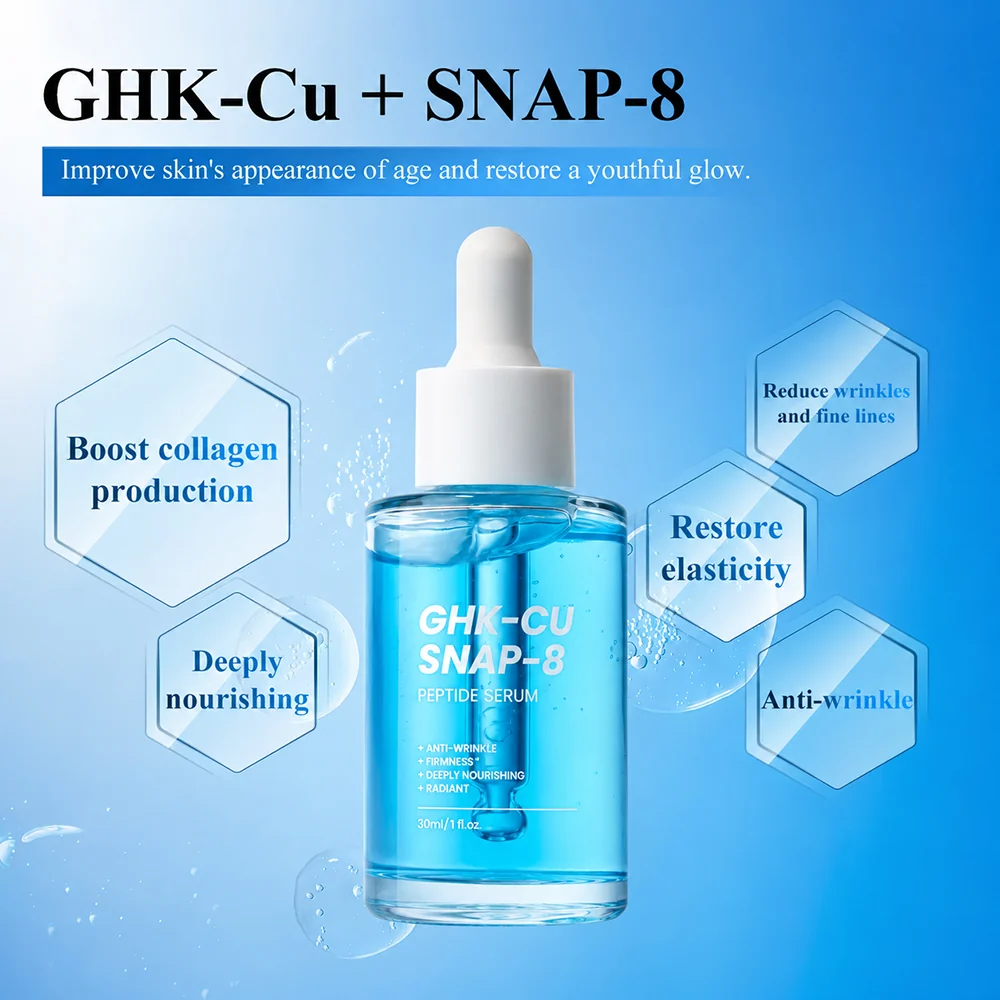 GHK-Cu + SNAP-8
Improve skin's appearance of age and restore a youthful glow.
Boost collagen
production
Deeply
nourishing
Reduce wrinkles
and fine lines
Restore
elasticity
Anti-wrinkle
GHK-CU
SNAP-8
PEPTIDE SERUM
+ ANTI-WRINKLE
+ FIRMNESS
+ DEEPLY NOURISHING
+ RADIANT
30ml/1 fl.oz.